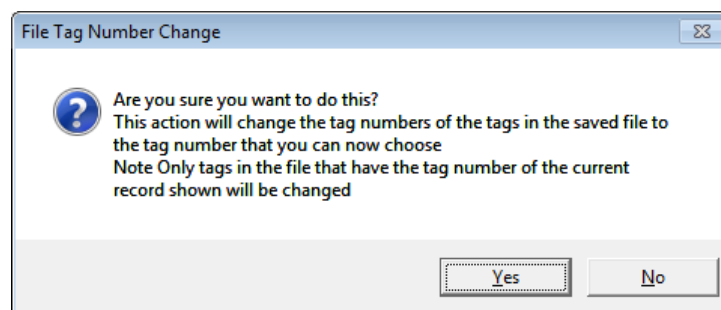 File Tag Number Change
Are you sure you want to do this?
This action will change the tag numbers of the tags in the saved file to
the tag number that you can now choose
Note Only tags in the file that have the tag number of the current
record shown will be changed
Yes
No